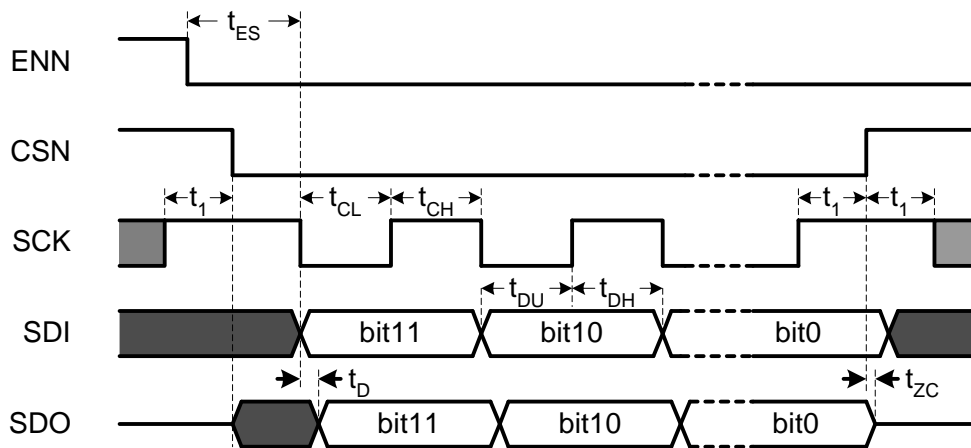 t_ES
ENN
CSN
t_1 t_CL t_CH t_1 t_1
SCK
t_DU t_DH
SDI bit11 bit10 bit0
t_D t_ZC
SDO bit11 bit10 bit0